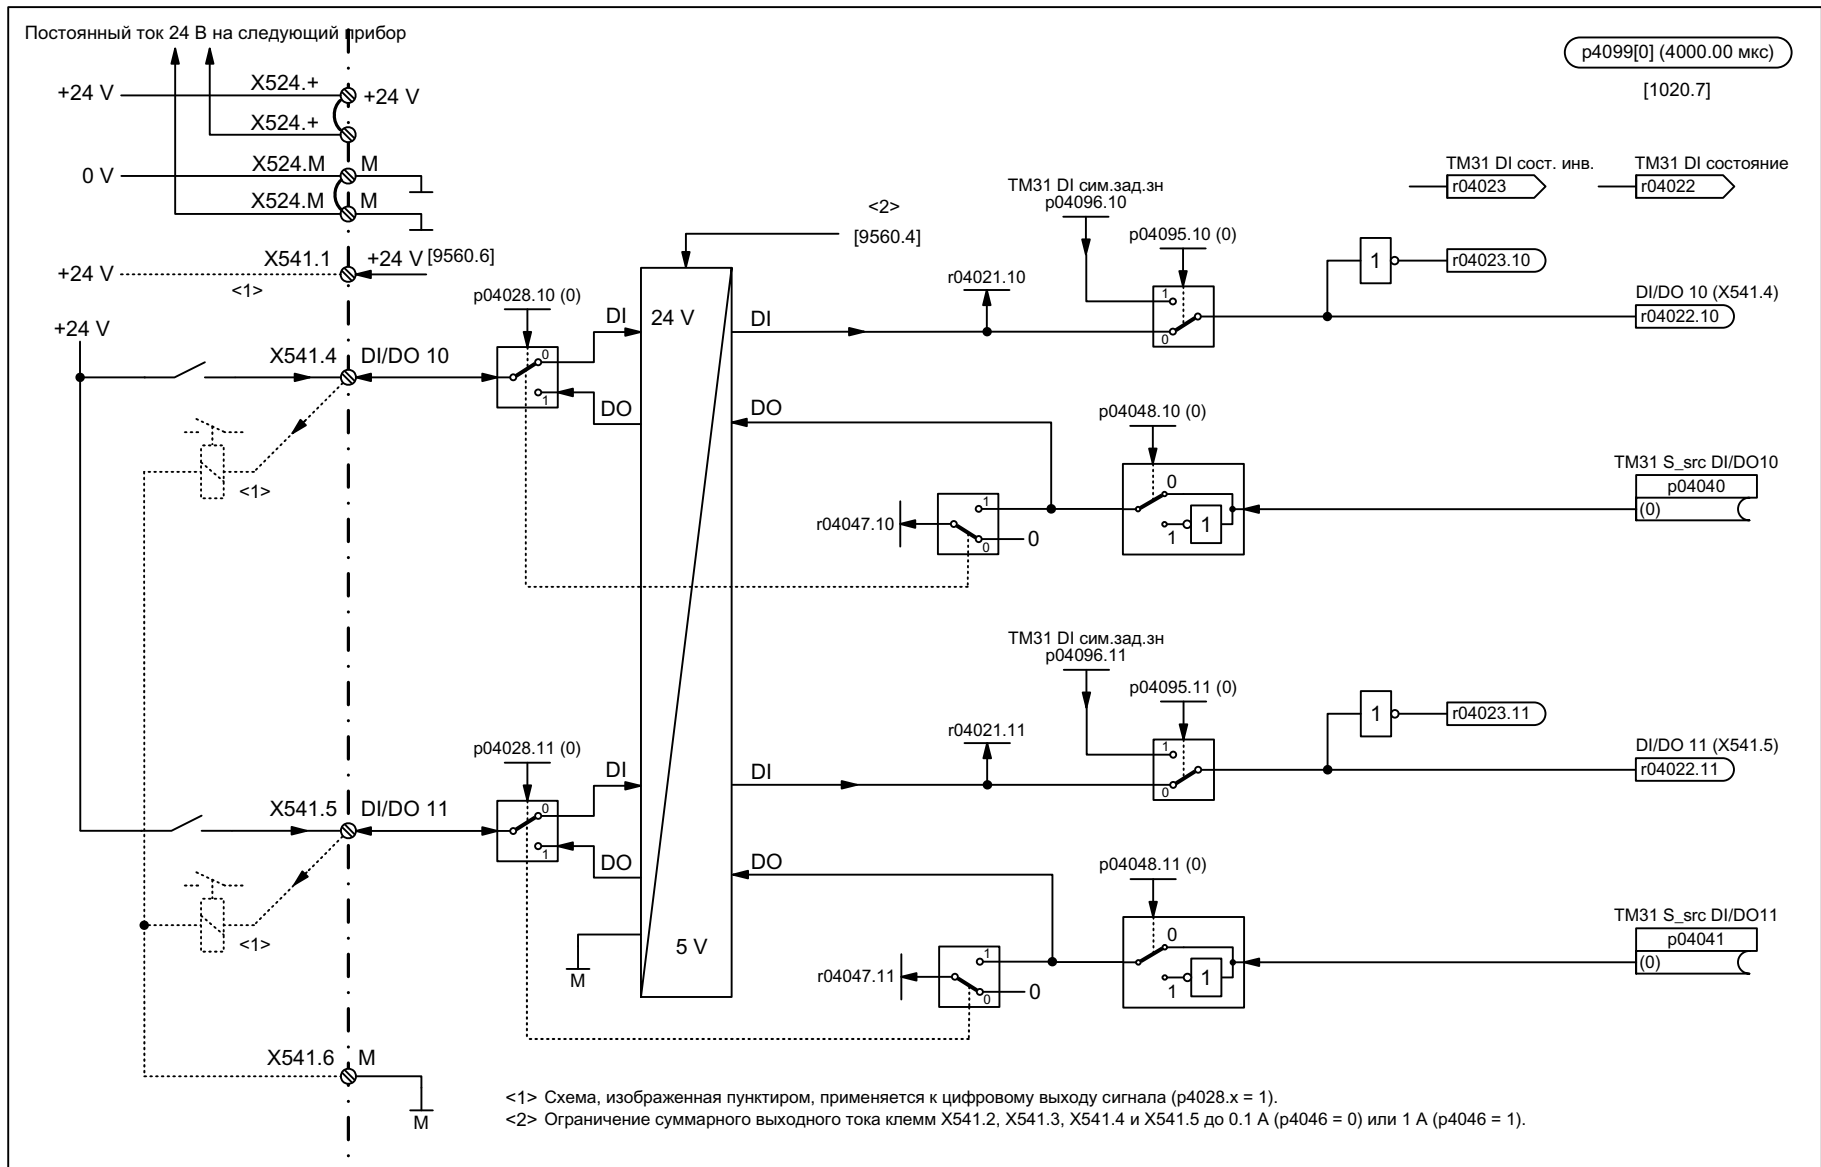 Постоянный ток 24 В на следующий прибор
p4099[0] (4000.00 мкс)
[1020.7]
+24 V
X524.+
+24 V
X524.+
0 V
X524.M
M
X524.M
M
TM31 DI сост. инв.
r04023
TM31 DI состояние
r04022
<2>
[9560.4]
TM31 DI сим.зад.зн
p04096.10
p04095.10 (0)
+24 V
X541.1
+24 V
[9560.6]
<1>
p04028.10 (0)
r04021.10
1
r04023.10
DI/DO 10 (X541.4)
r04022.10
+24 V
DI
24 V
DI
1
0
X541.4
DI/DO 10
0
1
DO
DO
p04048.10 (0)
<1>
TM31 S_src DI/DO10
p04040
(0)
r04047.10
1
0
0
0
1
1
TM31 DI сим.зад.зн
p04096.11
p04095.11 (0)
r04021.11
1
r04023.11
DI/DO 11 (X541.5)
r04022.11
p04028.11 (0)
DI
DI
1
0
X541.5
DI/DO 11
0
1
DO
DO
p04048.11 (0)
<1>
TM31 S_src DI/DO11
p04041
(0)
5 V
M
r04047.11
1
0
0
0
1
1
X541.6
M
M
<1> Схема, изображенная пунктиром, применяется к цифровому выходу сигнала (p4028.x = 1).
<2> Ограничение суммарного выходного тока клемм X541.2, X541.3, X541.4 и X541.5 до 0.1 A (p4046 = 0) или 1 A (p4046 = 1).